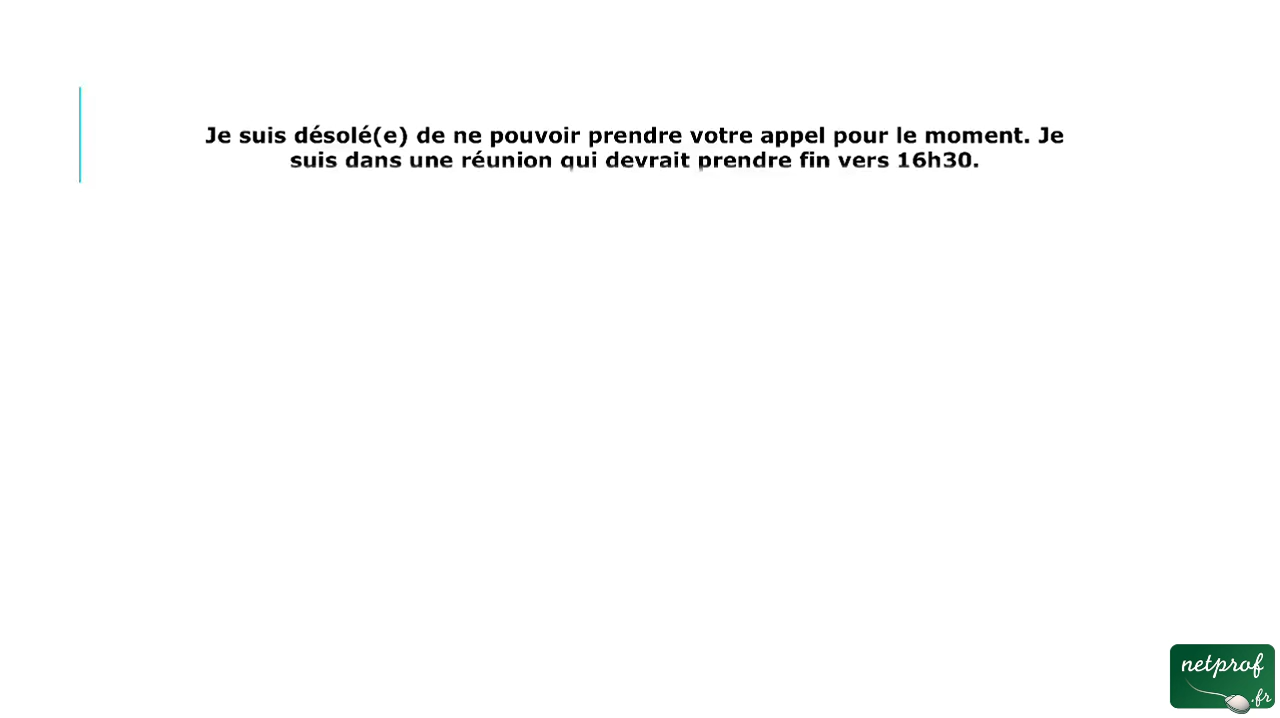 Je suis désolé(e) de ne pouvoir prendre votre appel pour le moment. Je
suis dans une réunion qui devrait prendre fin vers 16h30.
netprof
.fr